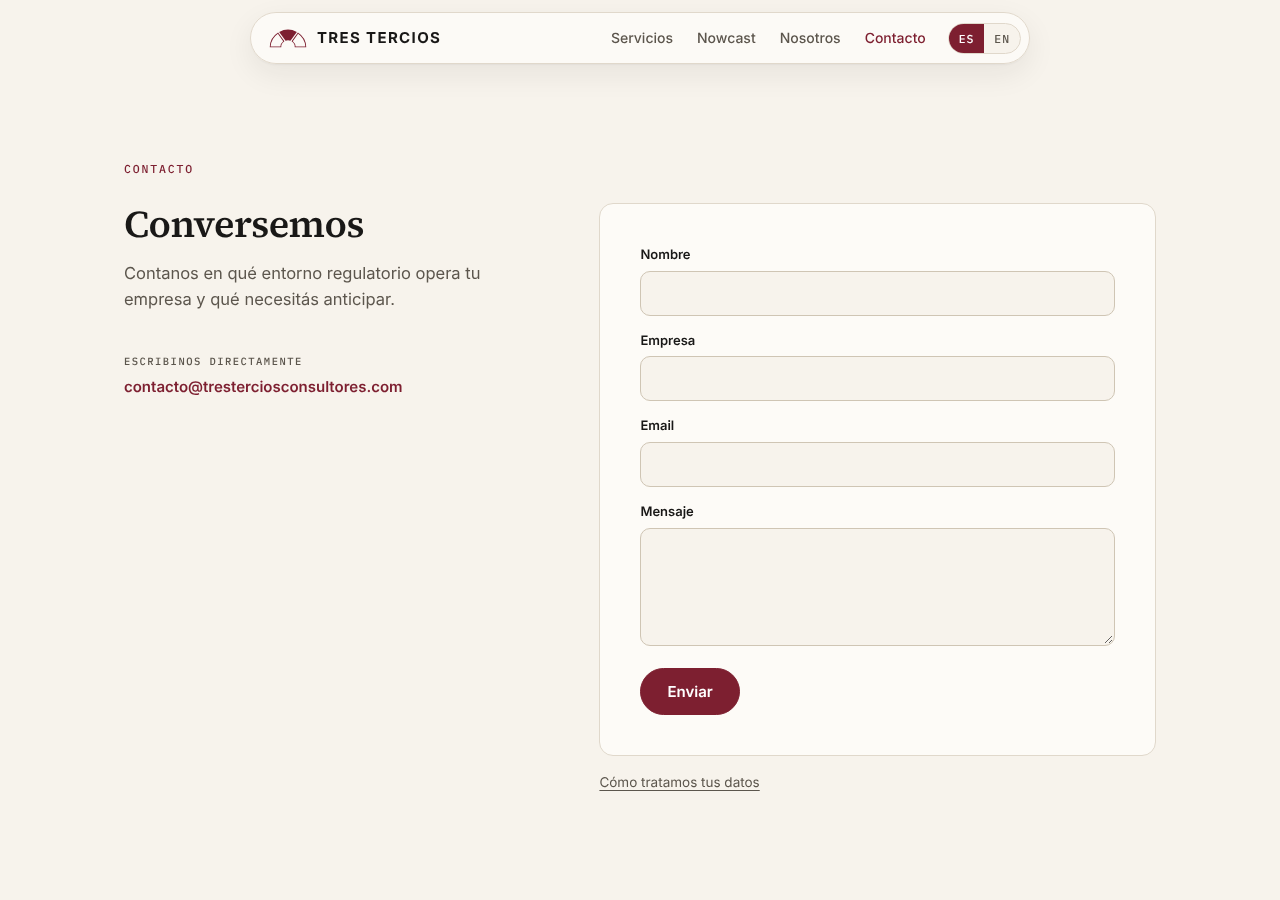 TRES TERCIOS
Servicios
Nowcast
Nosotros
Contacto
ES
EN
CONTACTO
Conversemos
Contanos en qué entorno regulatorio opera tu
empresa y qué necesitás anticipar.
ESCRIBINOS DIRECTAMENTE
contacto@tresterciosconsultores.com
Nombre
Empresa
Email
Mensaje
Enviar
Cómo tratamos tus datos